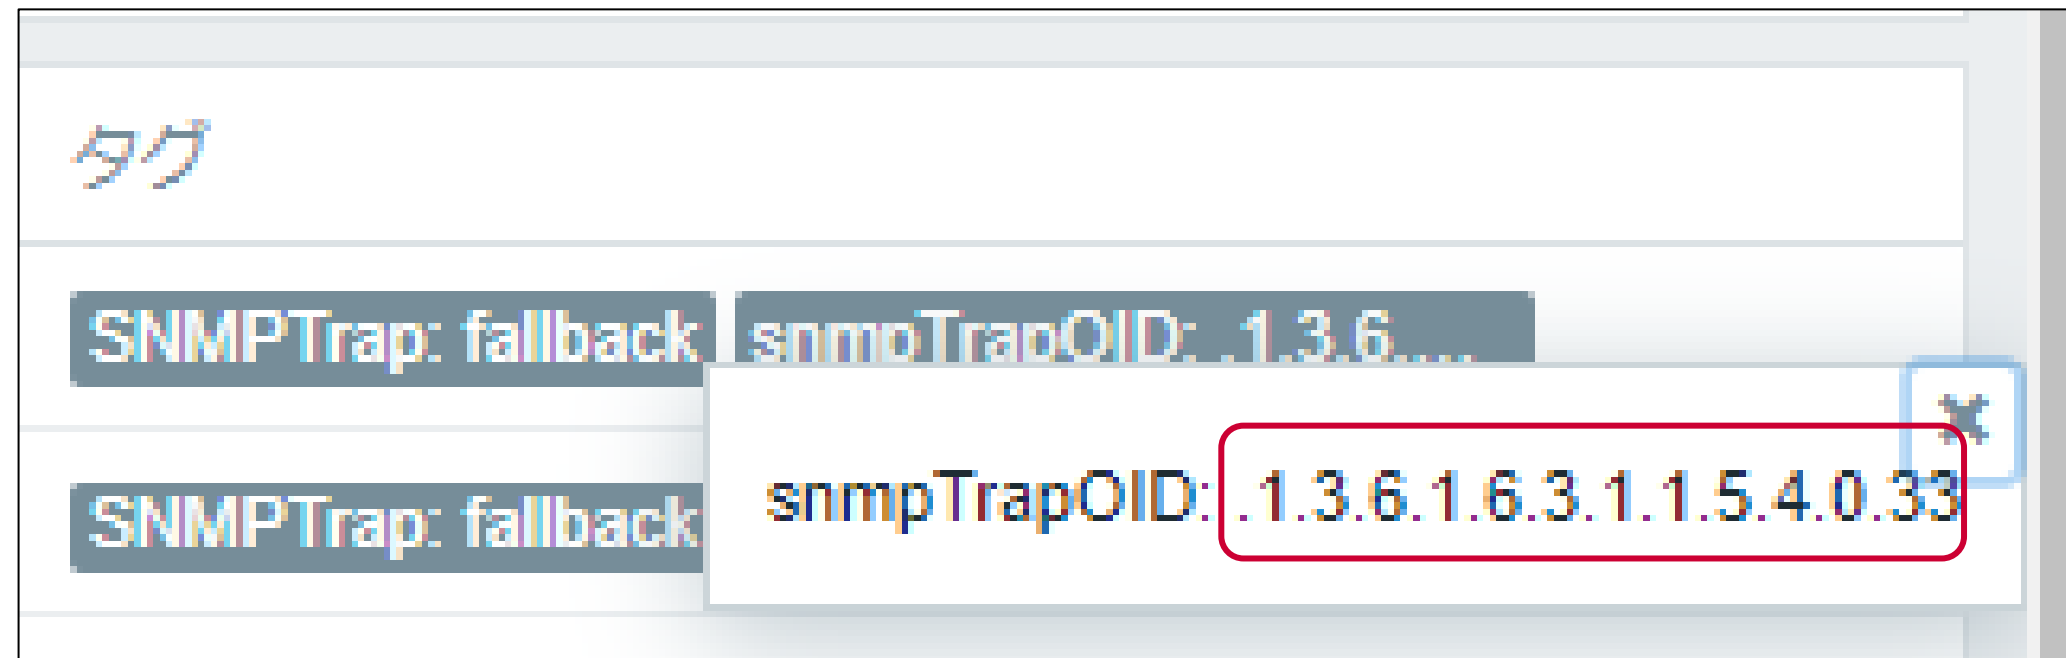 タグ
SNMPTrap: fallback snmpTrapOID: .1.3.6....
snmpTrapOID: .1.3.6.1.6.3.1.1.5.4.0.33
SNMPTrap: fallback